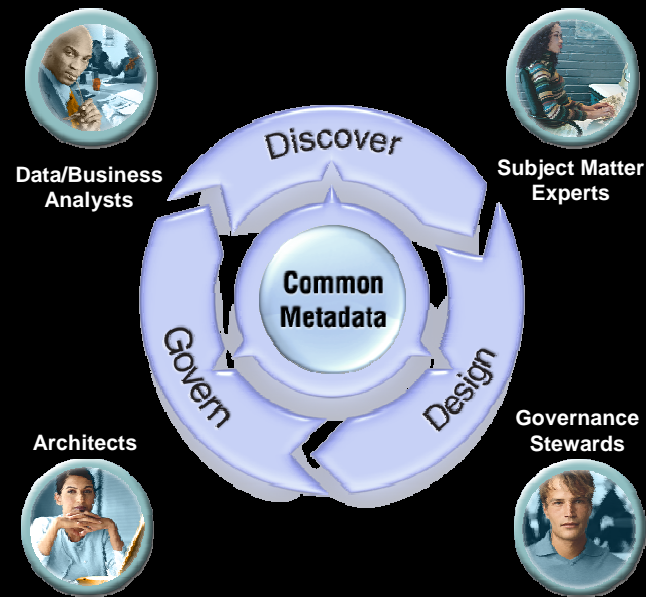 Discover
Data/Business
Analysts
Subject Matter
Experts
Common
Metadata
Govern
Design
Architects
Governance
Stewards